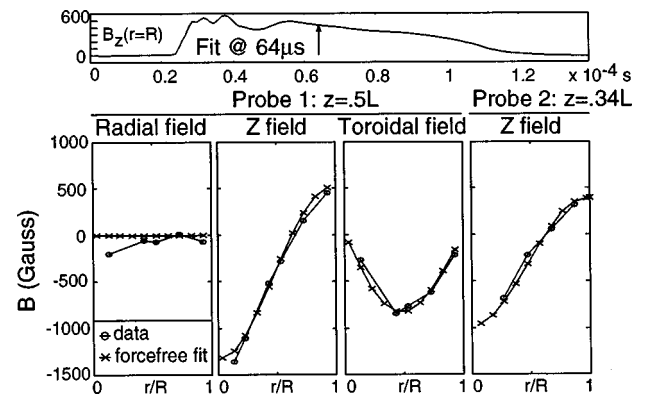 600
0
B_z(r=R)
Fit @ 64μs
0 0.2 0.4 0.6 0.8 1 1.2 x 10^-4 s
Probe 1: z=.5L Probe 2: z=.34L
Radial field Z field Toroidal field Z field
B (Gauss)
1000
500
0
-500
-1000
-1500
data
forcefree fit
0 r/R 1 0 r/R 1 0 r/R 1 0 r/R 1